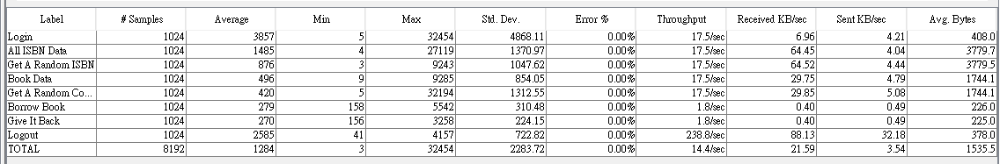 Label # Samples Average Min Max Std. Dev. Error % Throughput Received KB/sec Sent KB/sec Avg. Bytes
Login 1024 3857 5 32454 4868.11 0.00% 17.5/sec 6.96 4.21 408.0
All ISBN Data 1024 1485 4 27119 1370.97 0.00% 17.5/sec 64.45 4.04 3779.7
Get A Random ISBN 1024 876 3 9243 1047.62 0.00% 17.5/sec 64.52 4.44 3779.5
Book Data 1024 496 9 9285 854.05 0.00% 17.5/sec 29.75 4.79 1744.1
Get A Random Co... 1024 420 5 32194 1312.55 0.00% 17.5/sec 29.85 5.08 1744.1
Borrow Book 1024 279 158 5542 310.48 0.00% 1.8/sec 0.40 0.49 226.0
Give It Back 1024 270 156 3258 224.15 0.00% 1.8/sec 0.40 0.49 225.0
Logout 1024 2585 41 4157 722.82 0.00% 238.8/sec 88.13 32.18 378.0
TOTAL 8192 1284 3 32454 2283.72 0.00% 14.4/sec 21.59 3.54 1535.5